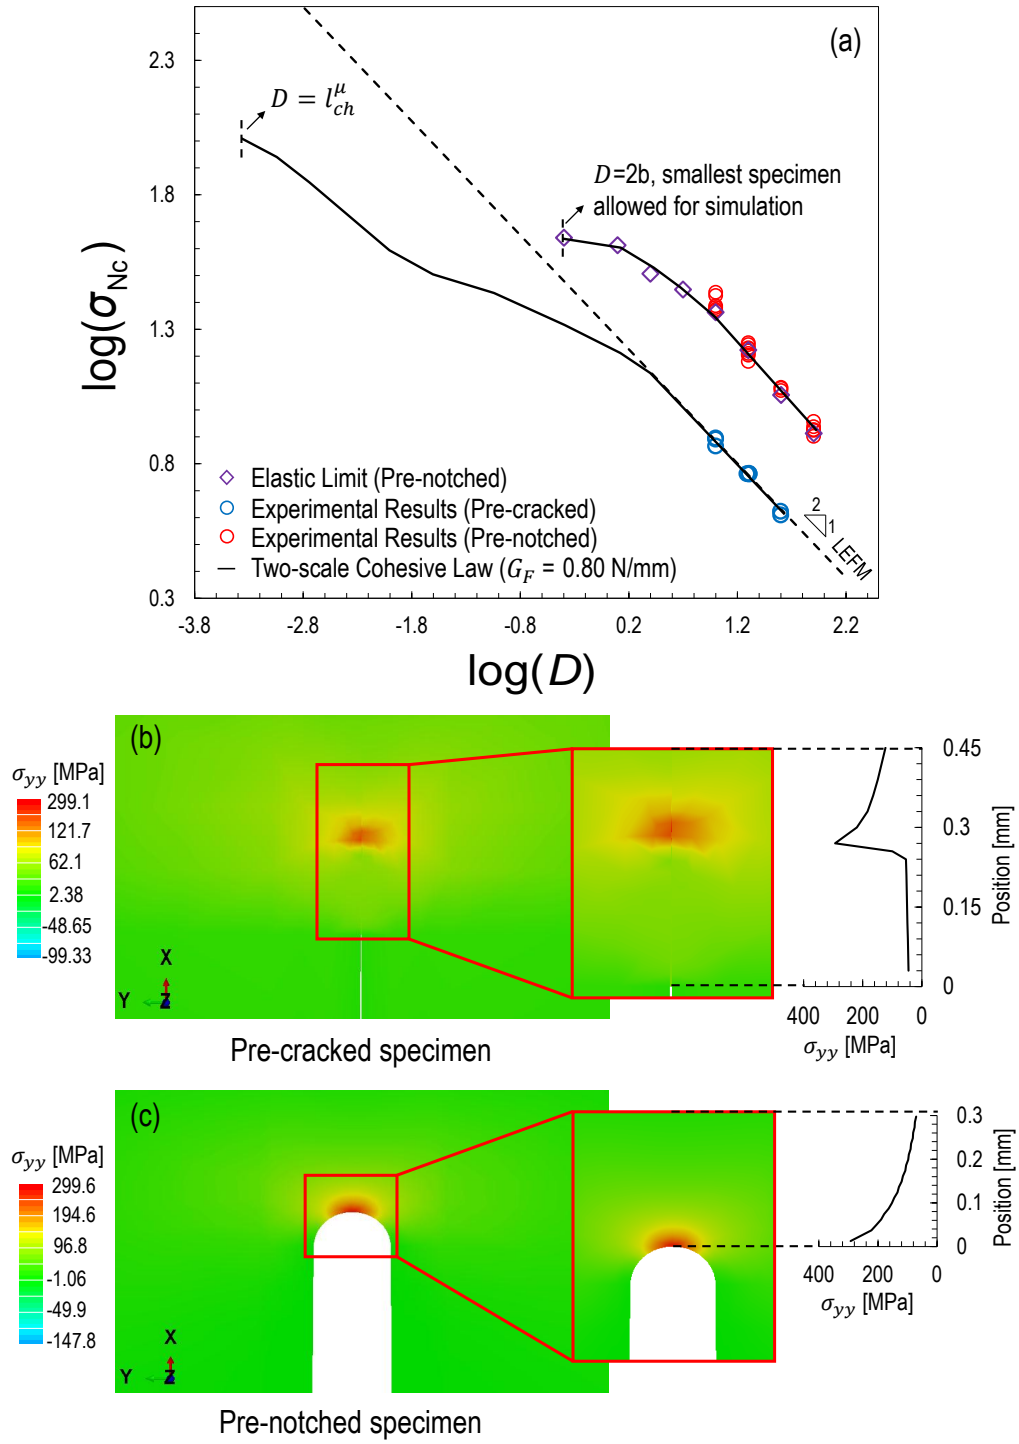 (a)
2.3
1.8
1.3
0.8
0.3
log(σNc)
D = l_ch^μ
D=2b, smallest specimen
allowed for simulation
Elastic Limit (Pre-notched)
Experimental Results (Pre-cracked)
Experimental Results (Pre-notched)
Two-scale Cohesive Law (G_F = 0.80 N/mm)
2
1
LEFM
-3.8 -2.8 -1.8 -0.8 0.2 1.2 2.2
log(D)
(b)
σyy [MPa]
299.1
121.7
62.1
2.38
-48.65
-99.33
X
Y
Z
0.45
0.3
0.15
0
Position [mm]
400 200 0
σyy [MPa]
Pre-cracked specimen
(c)
σyy [MPa]
299.6
194.6
96.8
-1.06
-49.9
-147.8
X
Y
Z
0.3
0.2
0.1
0
Position [mm]
400 200 0
σyy [MPa]
Pre-notched specimen